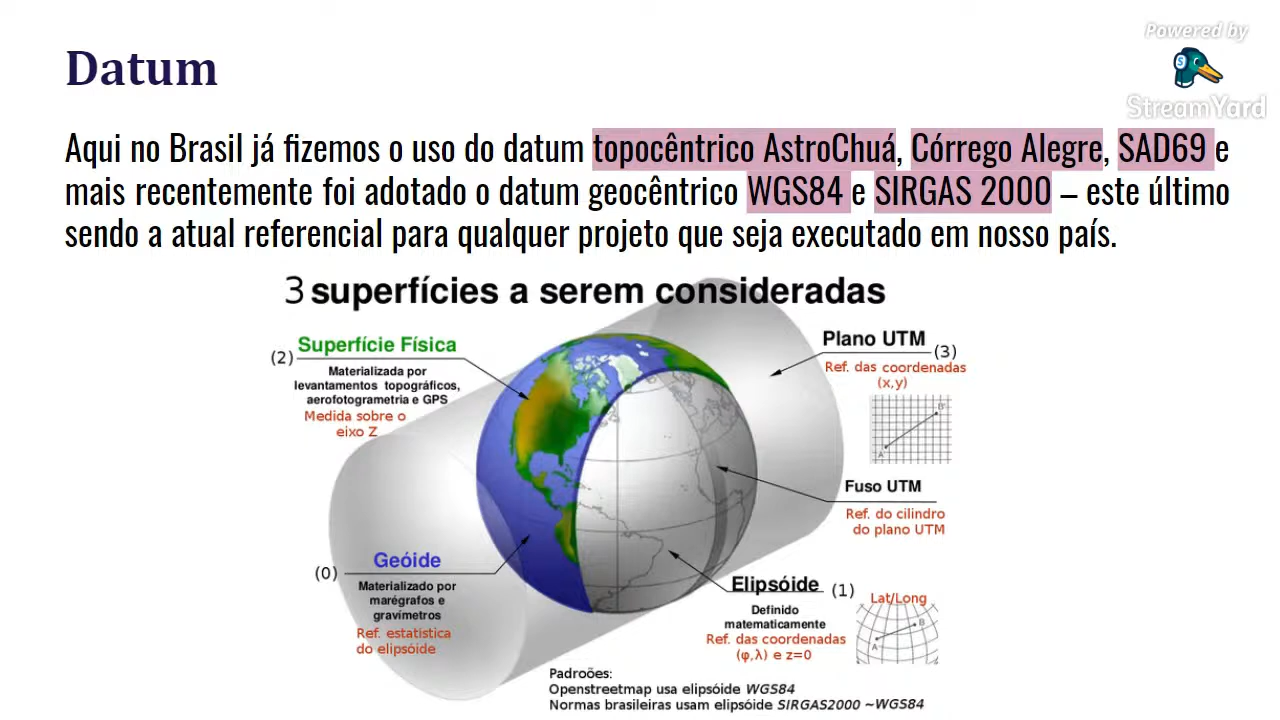 Powered by
StreamYard
Datum
Aqui no Brasil já fizemos o uso do datum topocêntrico AstroChuá, Córrego Alegre, SAD69 e
mais recentemente foi adotado o datum geocêntrico WGS84 e SIRGAS 2000 – este último
sendo a atual referencial para qualquer projeto que seja executado em nosso país.
3 superfícies a serem consideradas
(2) Superfície Física
Materializada por
levantamentos topográficos,
aerofotogrametria e GPS
Medida sobre o
eixo Z
Plano UTM (3)
Ref. das coordenadas
(x,y)
B
A
Fuso UTM
Ref. do cilindro
do plano UTM
(0) Geóide
Materializado por
marégrafos e
gravímetros
Ref. estatistica
do elipsóide
Elipsóide (1)
Definido
matematicamente
Ref. das coordenadas
(φ,λ) e z=0
Lat/Long
B
A
Padroões:
Openstreetmap usa elipsóide WGS84
Normas brasileiras usam elipsóide SIRGAS2000 ~WGS84